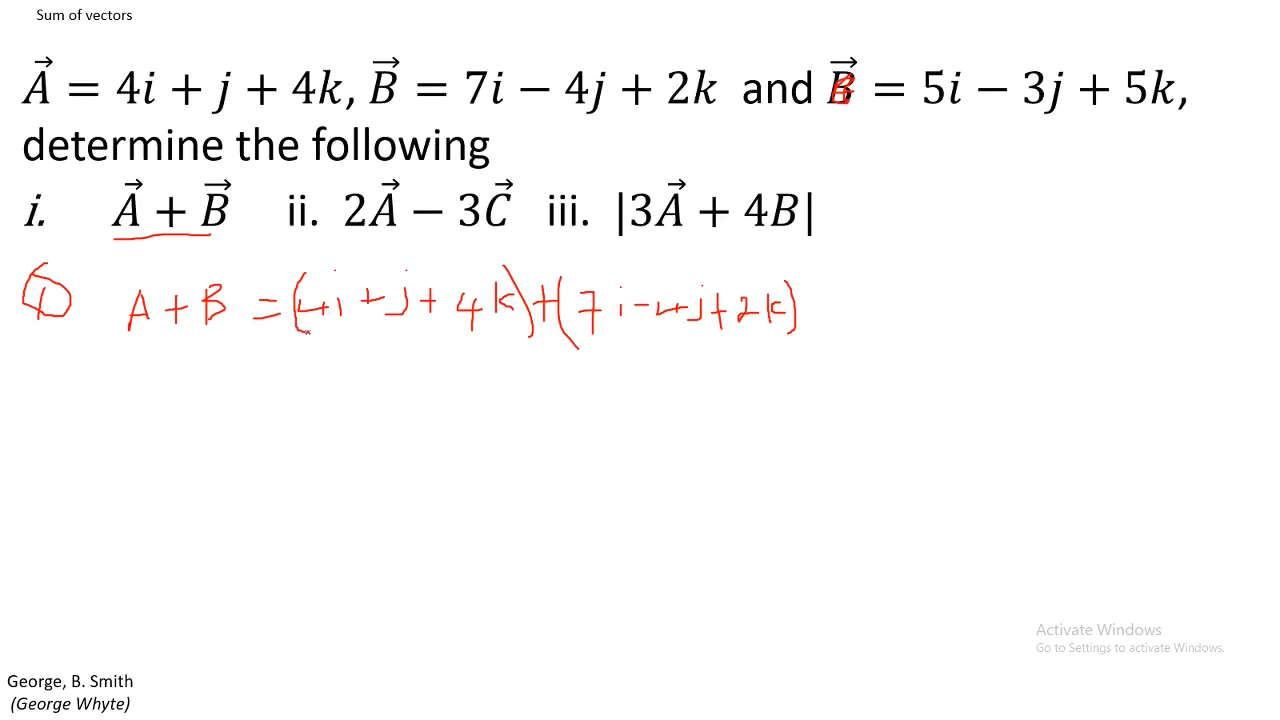 Sum of vectors
A⃗ = 4i + j + 4k, B⃗ = 7i − 4j + 2k and B⃗ = 5i − 3j + 5k,
determine the following
i. A⃗ + B⃗ ii. 2A⃗ − 3C⃗ iii. |3A⃗ + 4B|
① A + B = (4i + j + 4k) + (7i − 4j + 2k)
Activate Windows
Go to Settings to activate Windows.
George, B. Smith
(George Whyte)